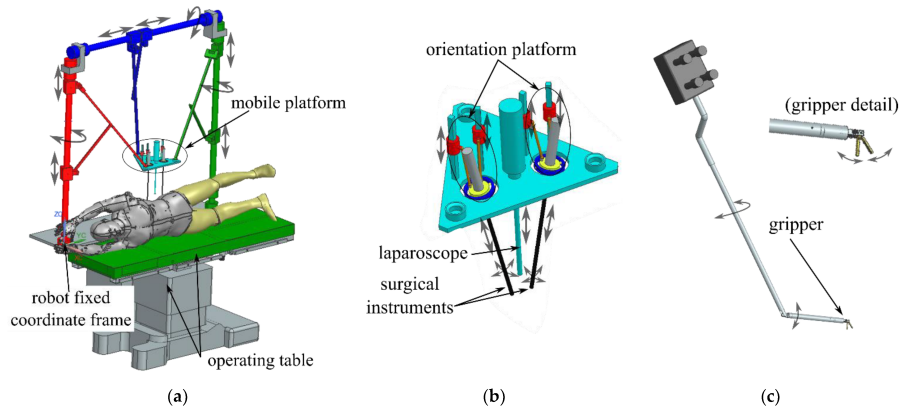 mobile platform
robot fixed
coordinate frame
operating table
(a)
orientation platform
laparoscope
surgical
instruments
(b)
(gripper detail)
gripper
(c)